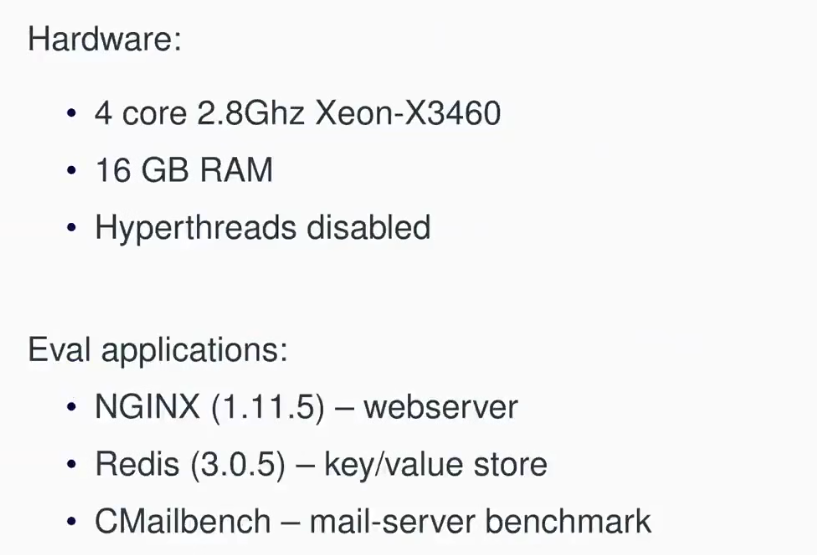 Hardware:
• 4 core 2.8Ghz Xeon-X3460
• 16 GB RAM
• Hyperthreads disabled
Eval applications:
• NGINX (1.11.5) – webserver
• Redis (3.0.5) – key/value store
• CMailbench – mail-server benchmark